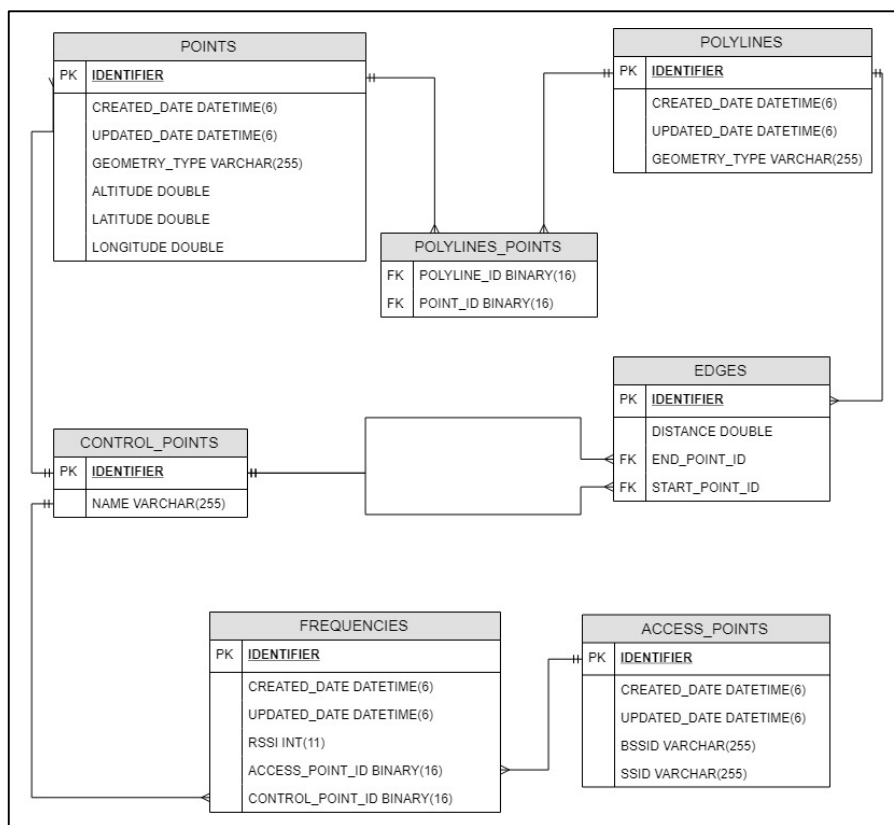 POINTS
PK IDENTIFIER
CREATED_DATE DATETIME(6)
UPDATED_DATE DATETIME(6)
GEOMETRY_TYPE VARCHAR(255)
ALTITUDE DOUBLE
LATITUDE DOUBLE
LONGITUDE DOUBLE
POLYLINES
PK IDENTIFIER
CREATED_DATE DATETIME(6)
UPDATED_DATE DATETIME(6)
GEOMETRY_TYPE VARCHAR(255)
POLYLINES_POINTS
FK POLYLINE_ID BINARY(16)
FK POINT_ID BINARY(16)
EDGES
PK IDENTIFIER
DISTANCE DOUBLE
FK END_POINT_ID
FK START_POINT_ID
CONTROL_POINTS
PK IDENTIFIER
NAME VARCHAR(255)
FREQUENCIES
PK IDENTIFIER
CREATED_DATE DATETIME(6)
UPDATED_DATE DATETIME(6)
RSSI INT(11)
ACCESS_POINT_ID BINARY(16)
CONTROL_POINT_ID BINARY(16)
ACCESS_POINTS
PK IDENTIFIER
CREATED_DATE DATETIME(6)
UPDATED_DATE DATETIME(6)
BSSID VARCHAR(255)
SSID VARCHAR(255)